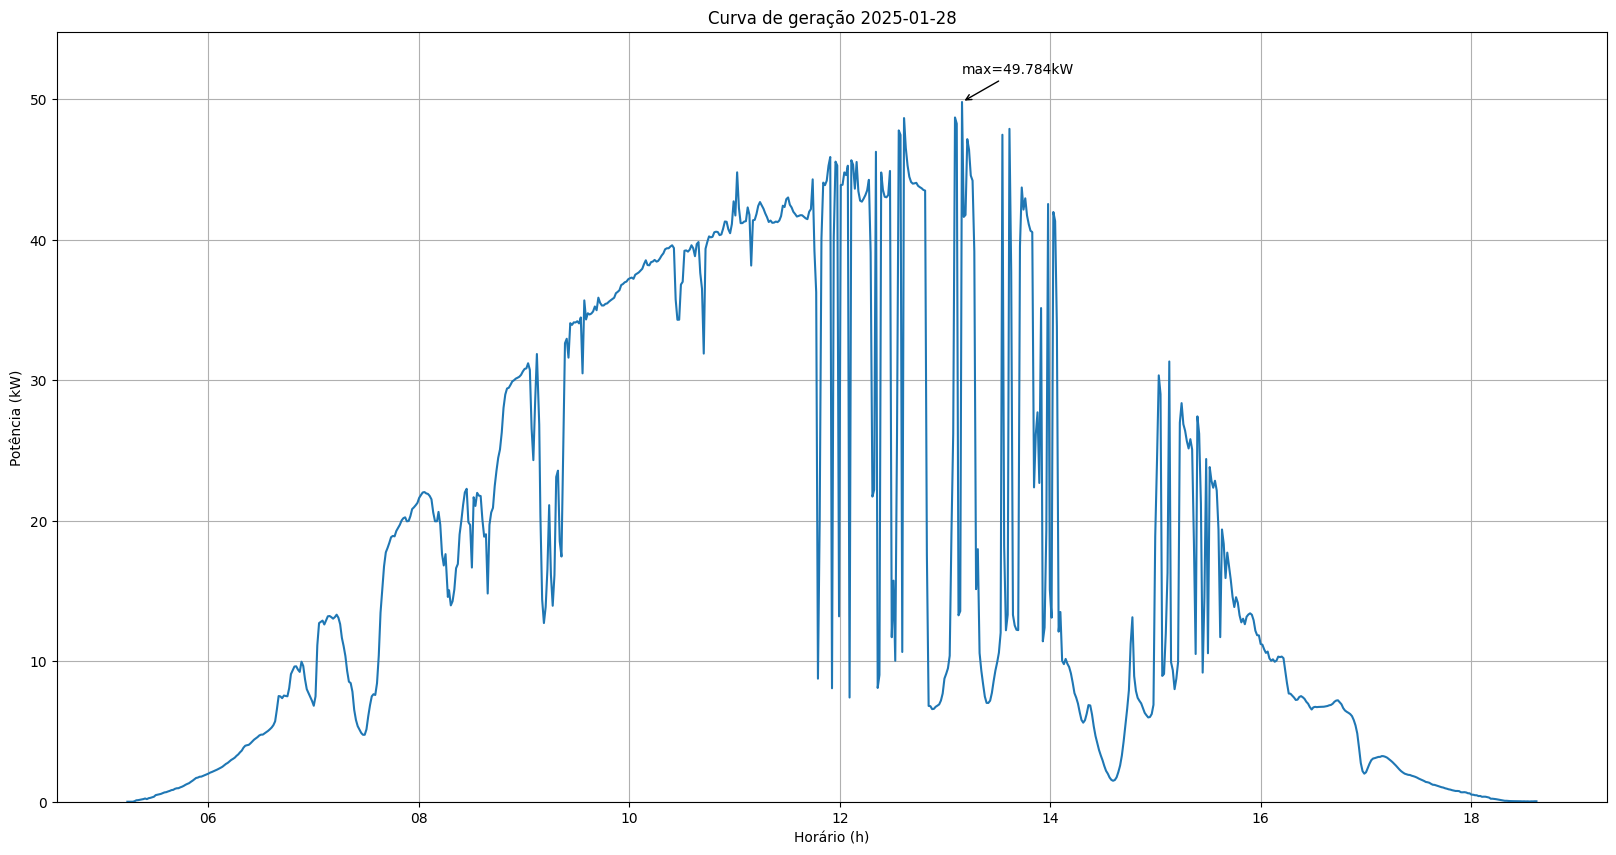 Curva de geração 2025-01-28
max=49.784kW
Potência (kW)
50
40
30
20
10
0
06 08 10 12 14 16 18
Horário (h)